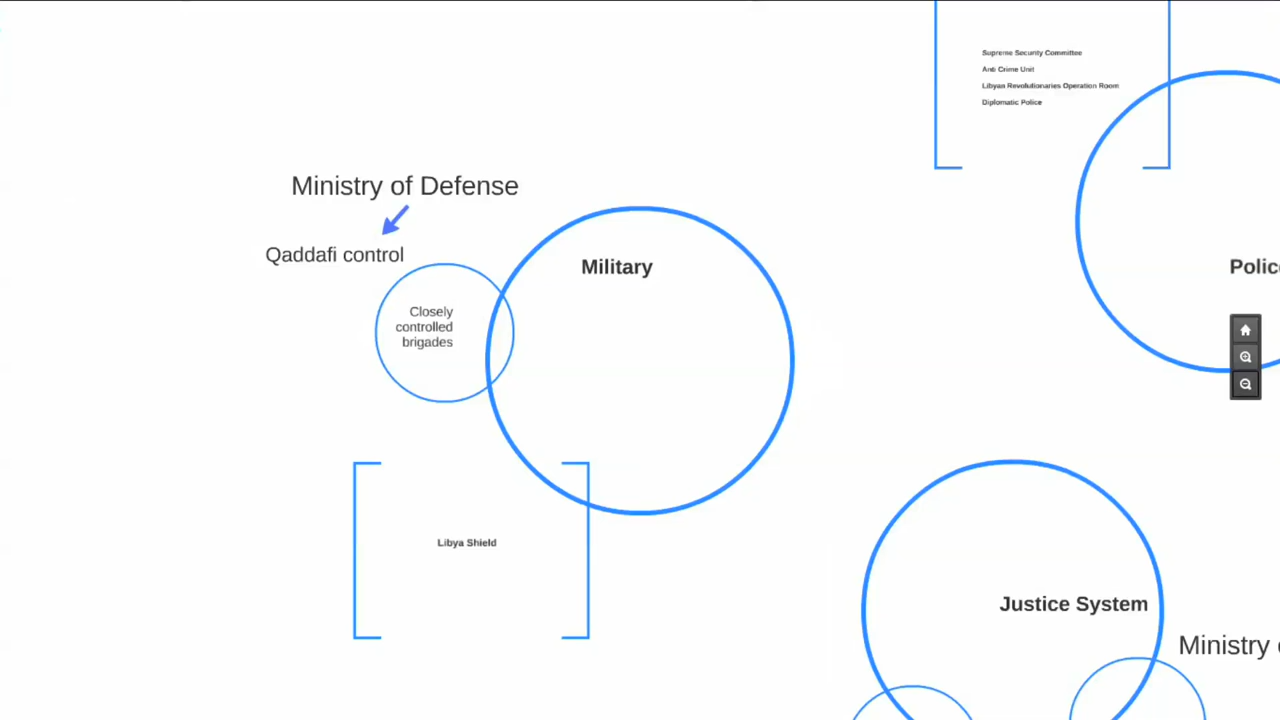 Supreme Security Committee
Anti Crime Unit
Libyan Revolutionaries Operation Room
Diplomatic Police
Ministry of Defense
Qaddafi control
Military
Closely
controlled
brigades
Libya Shield
Justice System
Ministry